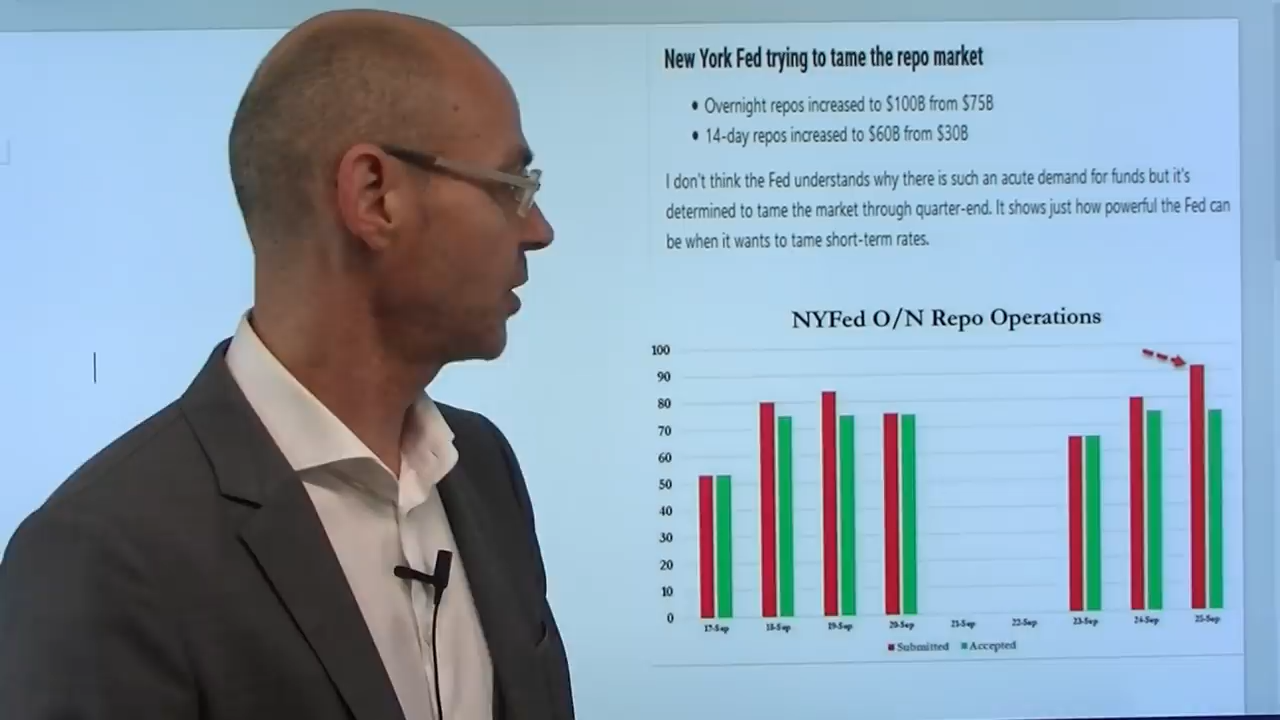 New York Fed trying to tame the repo market
• Overnight repos increased to $100B from $75B
• 14-day repos increased to $60B from $30B
I don't think the Fed understands why there is such an acute demand for funds but it's
determined to tame the market through quarter-end. It shows just how powerful the Fed can
be when it wants to tame short-term rates.
NYFed O/N Repo Operations
100
90
80
70
60
50
40
30
20
10
0
17-Sep 18-Sep 19-Sep 20-Sep 21-Sep 22-Sep 23-Sep 24-Sep 25-Sep
Submitted Accepted